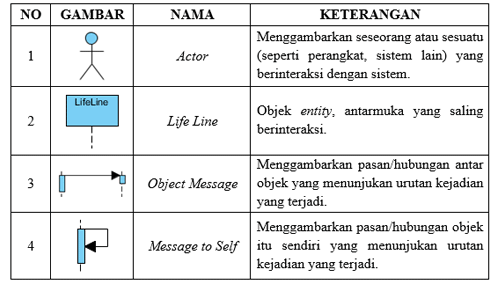 NO GAMBAR NAMA KETERANGAN
1 Actor Menggambarkan seseorang atau sesuatu
(seperti perangkat, sistem lain) yang
berinteraksi dengan sistem.
LifeLine
2 Life Line Objek entity, antarmuka yang saling
berinteraksi.
3 Object Message Menggambarkan pasan/hubungan antar
objek yang menunjukan urutan kejadian
yang terjadi.
4 Message to Self Menggambarkan pasan/hubungan objek
itu sendiri yang menunjukan urutan
kejadian yang terjadi.